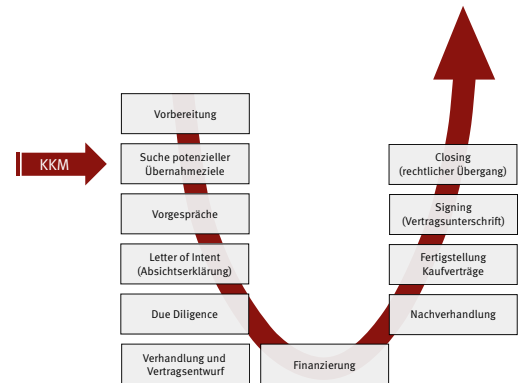 KKM
Vorbereitung
Suche potenzieller
Übernahmeziele
Vorgespräche
Letter of Intent
(Absichtserklärung)
Due Diligence
Verhandlung und
Vertragsentwurf
Finanzierung
Nachverhandlung
Fertigstellung
Kaufverträge
Signing
(Vertragsunterschrift)
Closing
(rechtlicher Übergang)